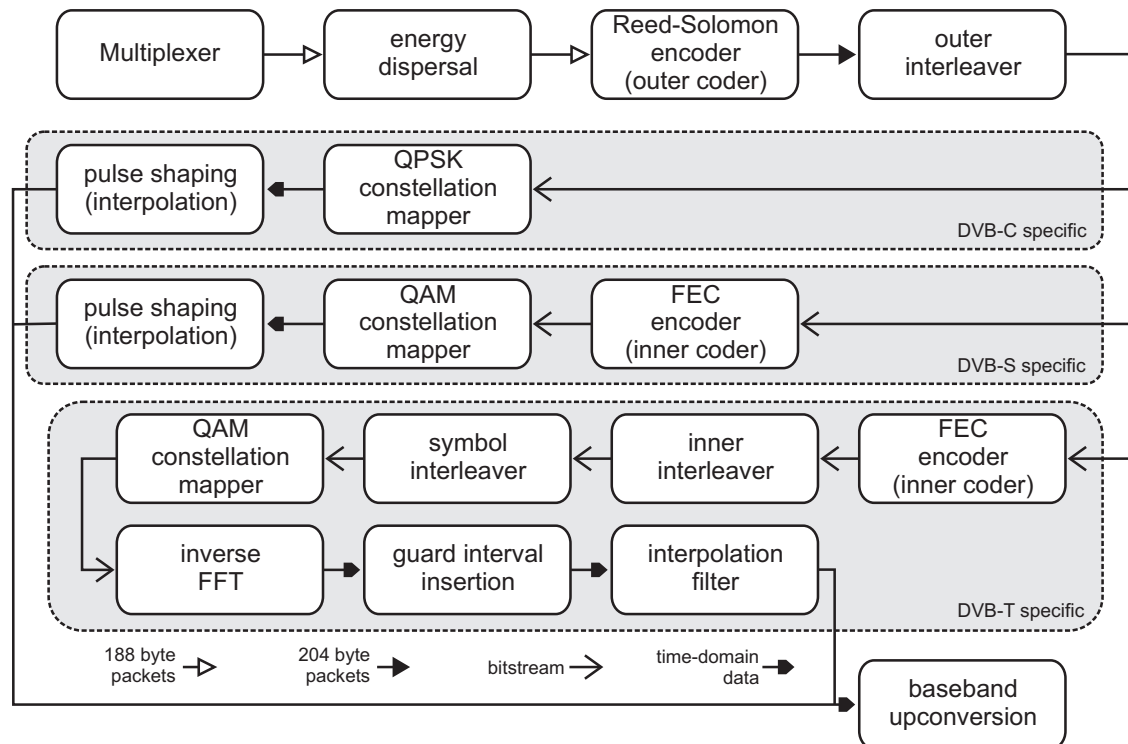 Multiplexer
energy
dispersal
Reed-Solomon
encoder
(outer coder)
outer
interleaver
pulse shaping
(interpolation)
QPSK
constellation
mapper
DVB-C specific
pulse shaping
(interpolation)
QAM
constellation
mapper
FEC
encoder
(inner coder)
DVB-S specific
QAM
constellation
mapper
symbol
interleaver
inner
interleaver
FEC
encoder
(inner coder)
inverse
FFT
guard interval
insertion
interpolation
filter
DVB-T specific
188 byte
packets
204 byte
packets
bitstream
time-domain
data
baseband
upconversion